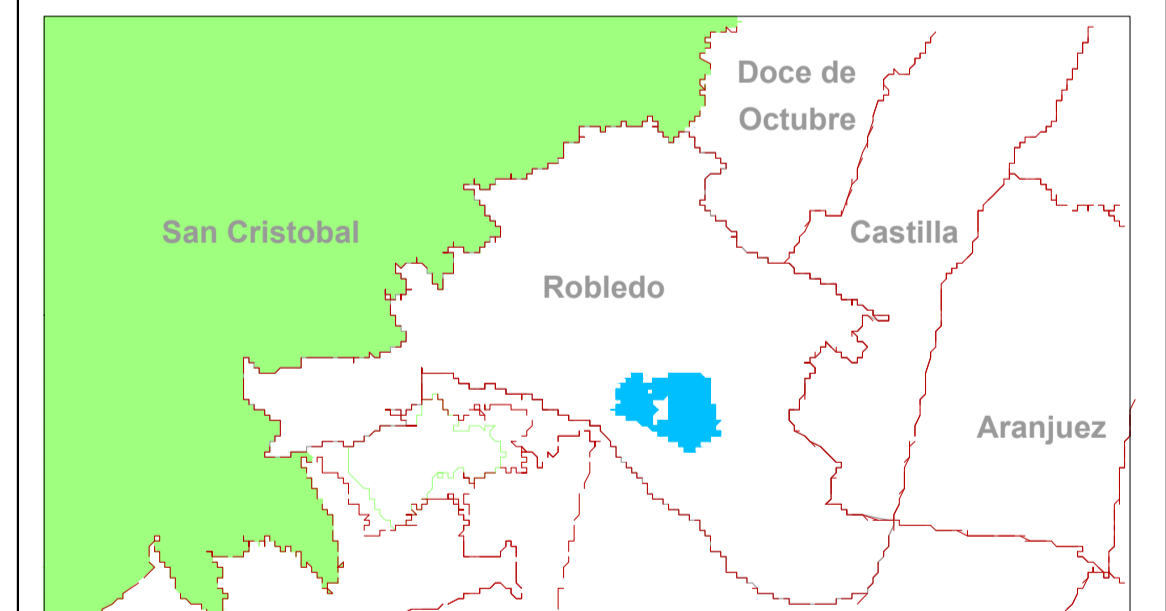 Doce de
Octubre
San Cristobal
Castilla
Robledo
Aranjuez